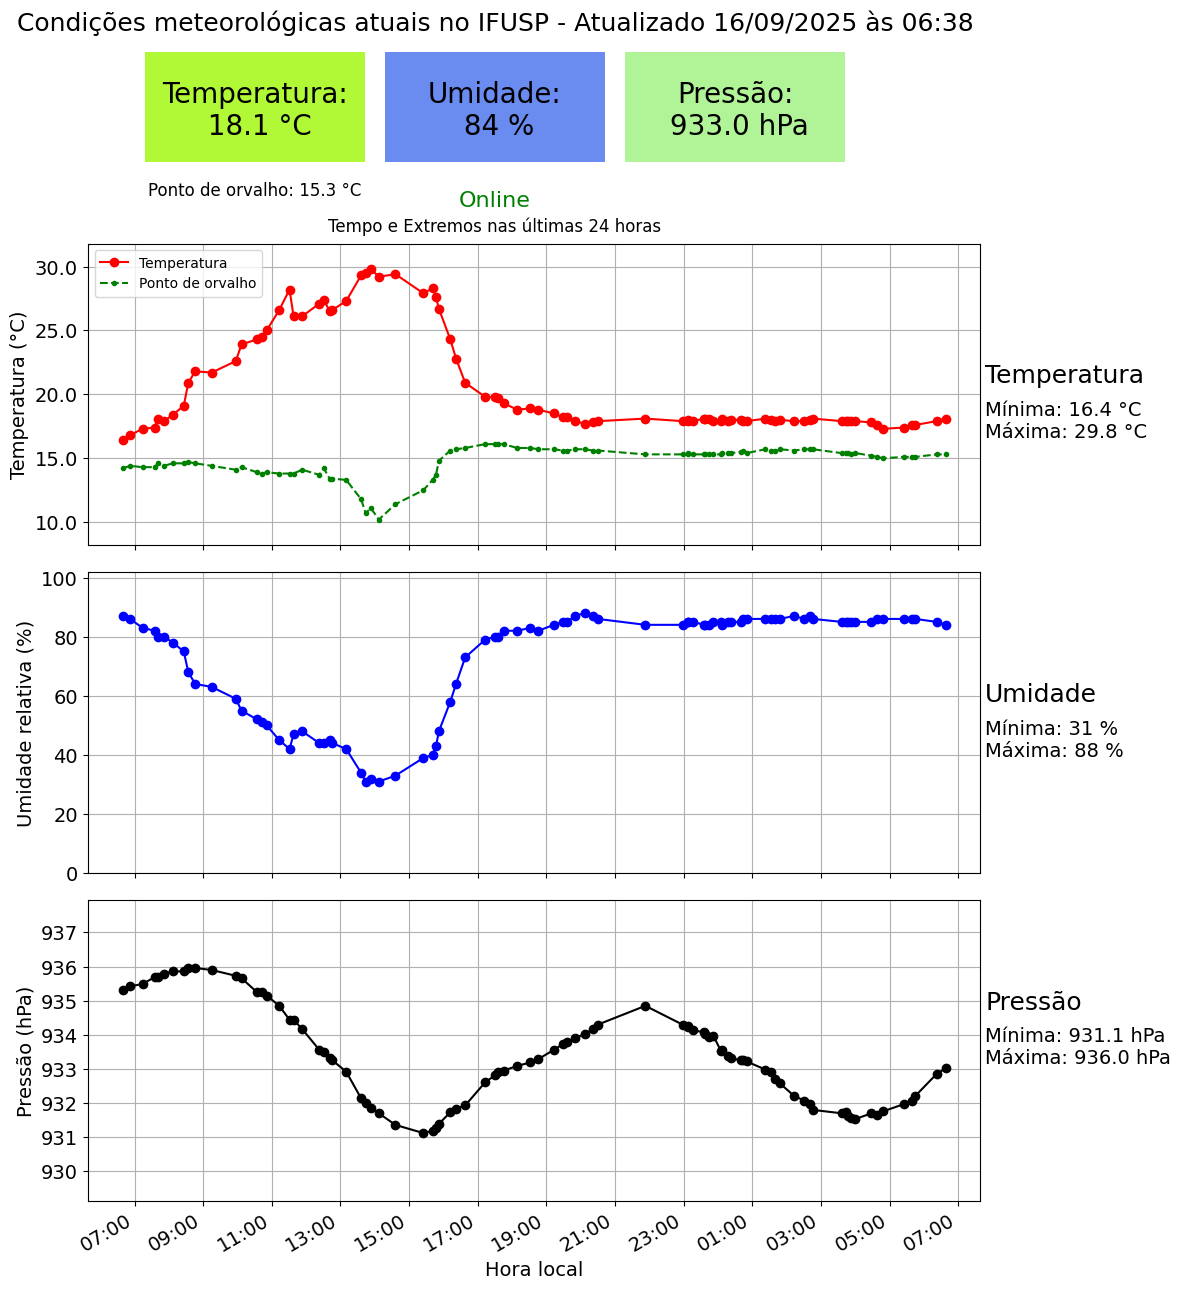 Condições meteorológicas atuais no IFUSP - Atualizado 16/09/2025 às 06:38
Temperatura:
18.1 °C
Umidade:
84 %
Pressão:
933.0 hPa
Ponto de orvalho: 15.3 °C
Online
Tempo e Extremos nas últimas 24 horas
Temperatura
Ponto de orvalho
Temperatura (°C)
30.0
25.0
20.0
15.0
10.0
Temperatura
Mínima: 16.4 °C
Máxima: 29.8 °C
Umidade relativa (%)
100
80
60
40
20
0
Umidade
Mínima: 31 %
Máxima: 88 %
Pressão (hPa)
937
936
935
934
933
932
931
930
Pressão
Mínima: 931.1 hPa
Máxima: 936.0 hPa
07:00 09:00 11:00 13:00 15:00 17:00 19:00 21:00 23:00 01:00 03:00 05:00 07:00
Hora local